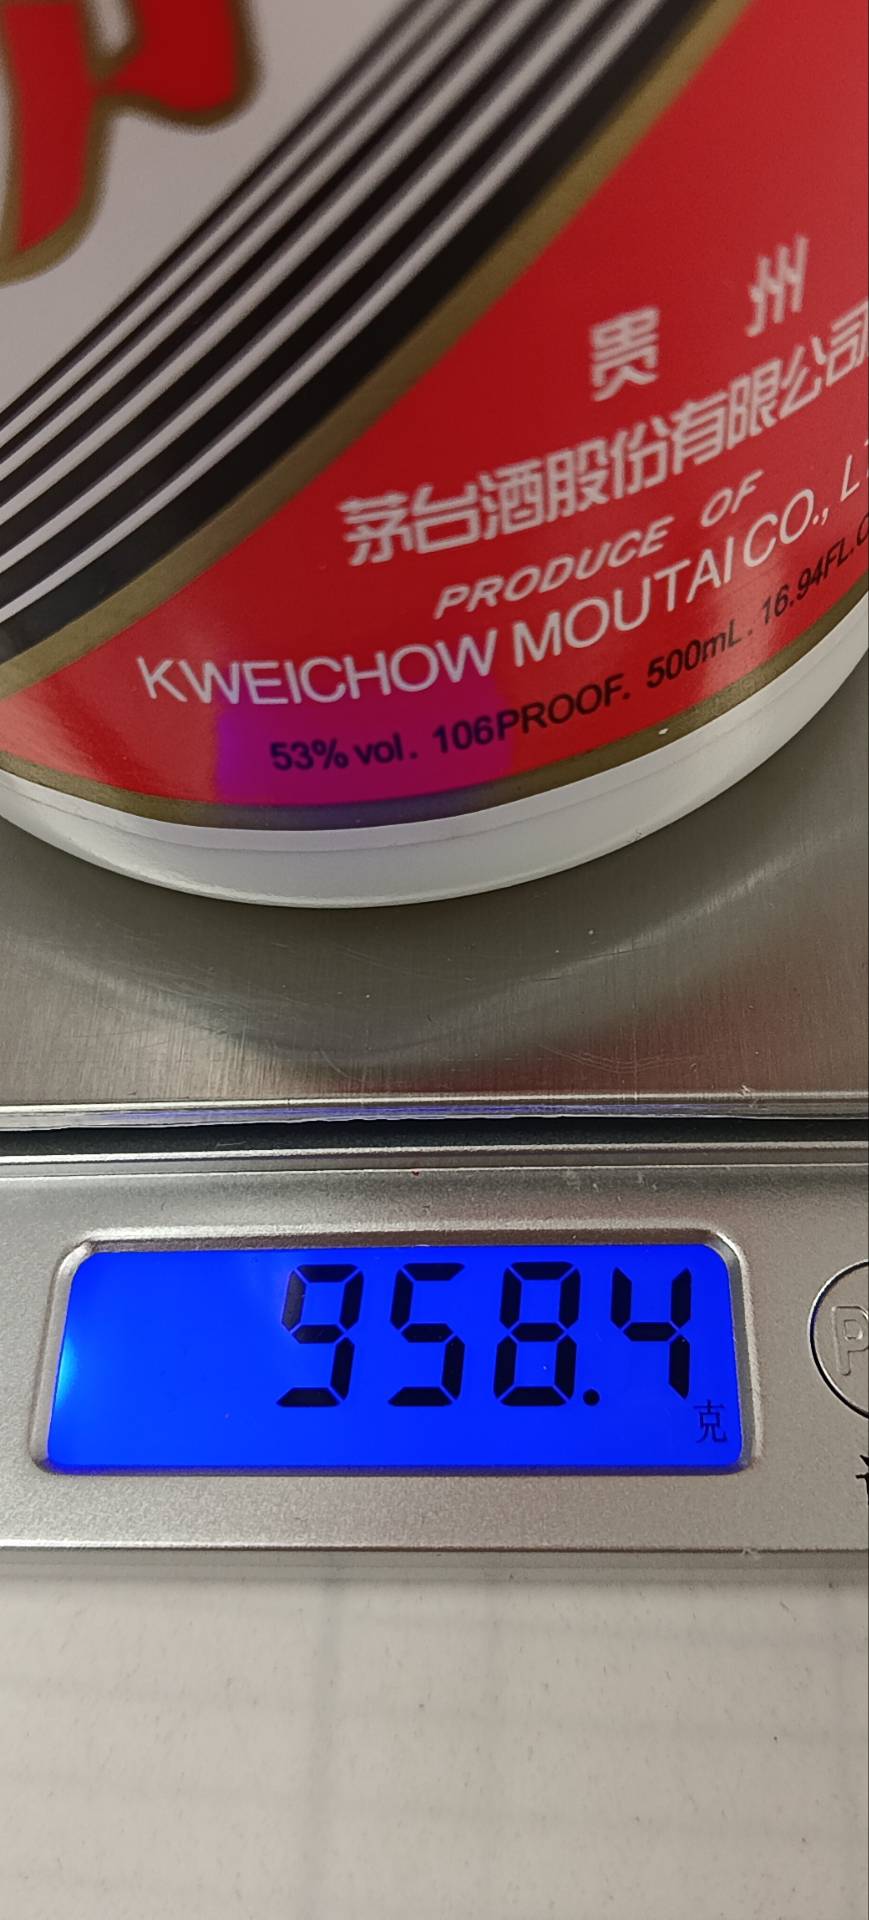 贵 州
茅台酒股份有限公司
PRODUCE OF
KWEICHOW MOUTAI CO.,
53% vol. 106PROOF. 500mL. 16.94FL.
958.4
克
P